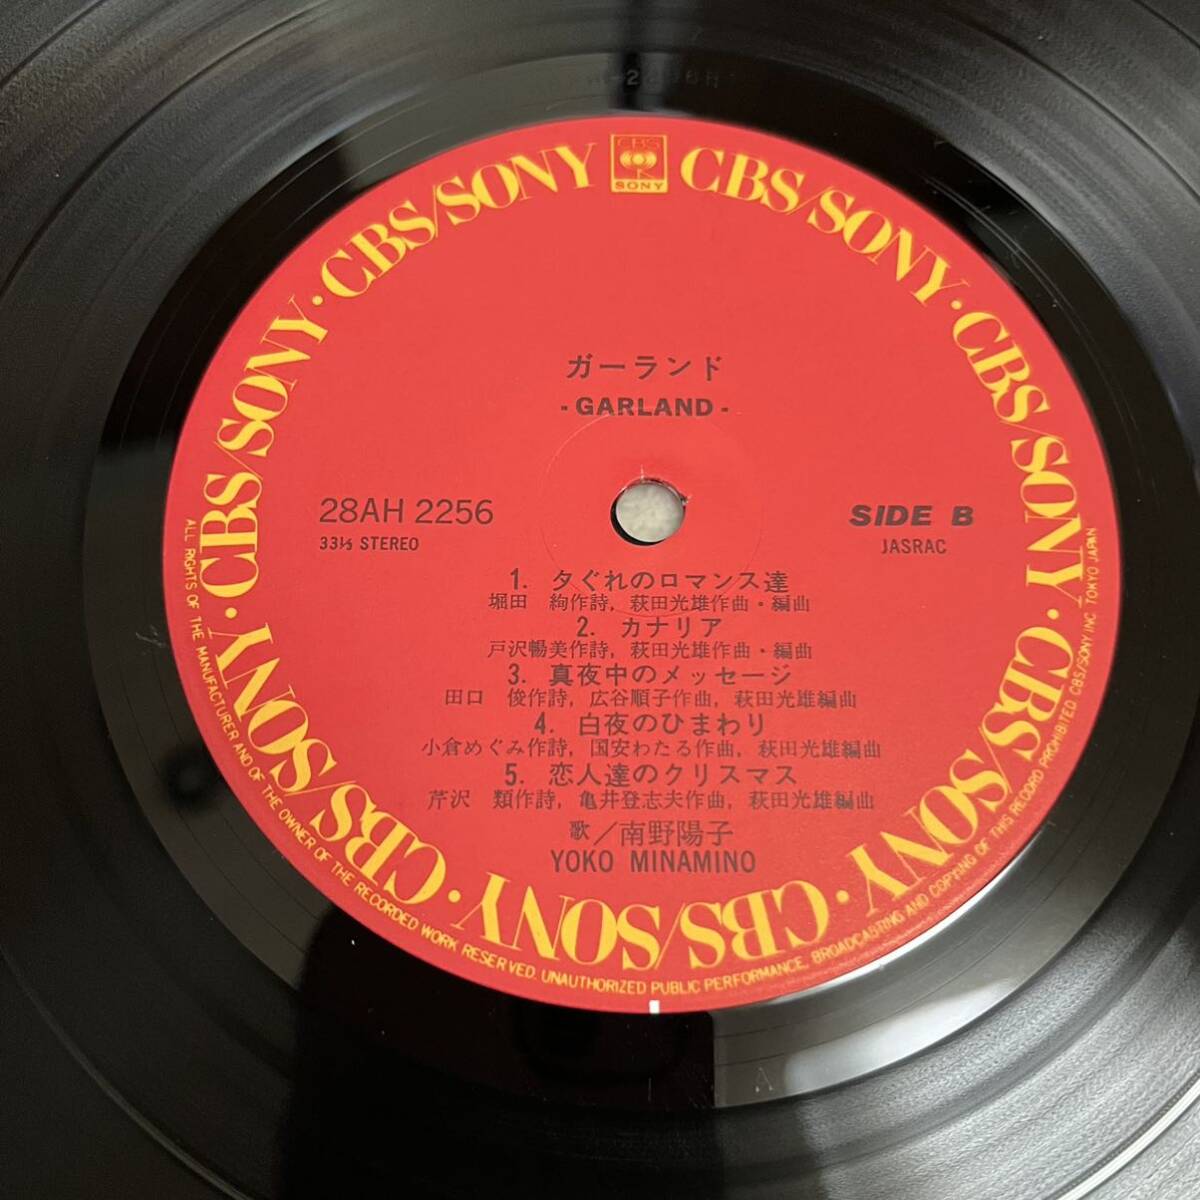 CBS/SONY · CBS/SONY · CBS/SONY · CBS/SONY · CBS/SONY · CBS/SONY · CBS/SONY · CBS/SONY
CBS
SONY
ガーランド
- GARLAND -
28AH 2256
33⅓ STEREO
SIDE B
JASRAC
1. 夕ぐれのロマンス達
堀田 絢作詩, 萩田光雄作曲・編曲
2. カナリア
戸沢暢美作詩, 萩田光雄作曲・編曲
3. 真夜中のメッセージ
田口 俊作詩, 広谷順子作曲, 萩田光雄編曲
4. 白夜のひまわり
小倉めぐみ作詩, 国安わたる作曲, 萩田光雄編曲
5. 恋人達のクリスマス
芹沢 類作詩, 亀井登志夫作曲, 萩田光雄編曲
歌／南野陽子
YOKO MINAMINO
ALL RIGHTS OF THE MANUFACTURER AND OF THE OWNER OF THE RECORDED WORK RESERVED. UNAUTHORIZED PUBLIC PERFORMANCE, BROADCASTING AND COPYING OF THIS RECORD PROHIBITED CBS/SONY INC. TOKYO JAPAN
A